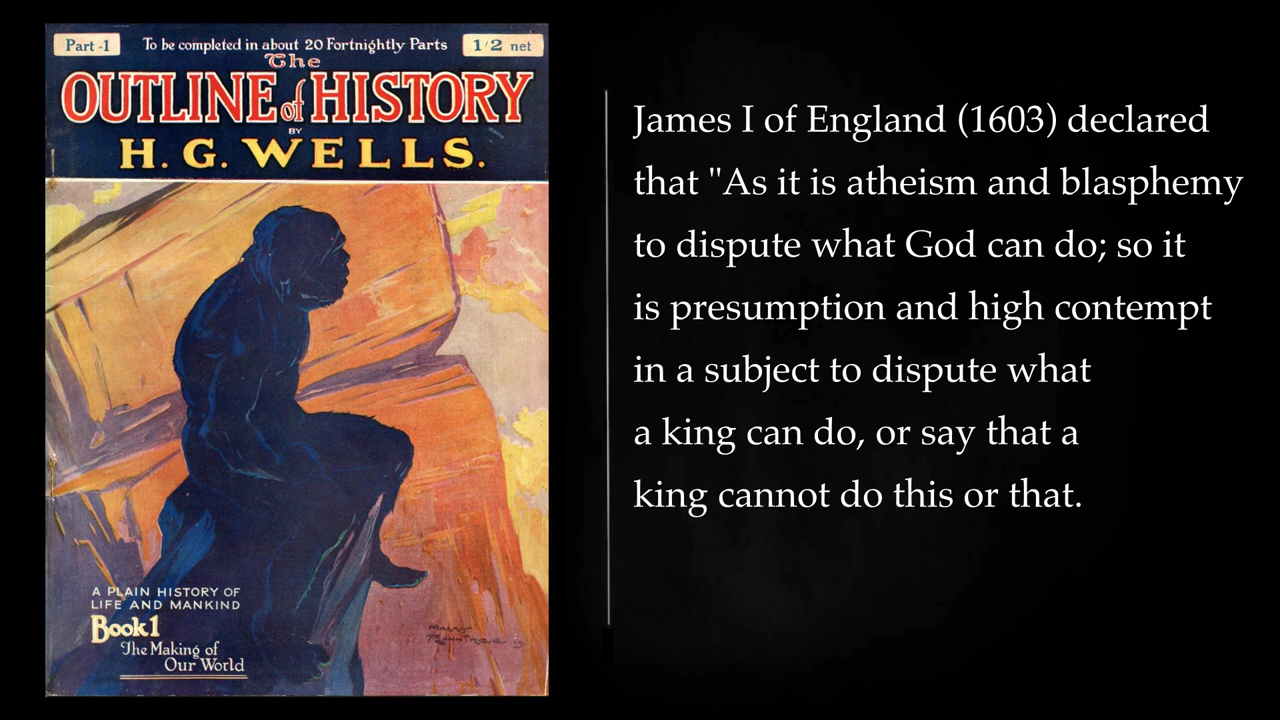 Part -1
To be completed in about 20 Fortnightly Parts
1/2 net
The
OUTLINE of HISTORY
BY
H. G. WELLS.
A PLAIN HISTORY OF
LIFE AND MANKIND
Book 1
The Making of
Our World
James I of England (1603) declared
that "As it is atheism and blasphemy
to dispute what God can do; so it
is presumption and high contempt
in a subject to dispute what
a king can do, or say that a
king cannot do this or that.